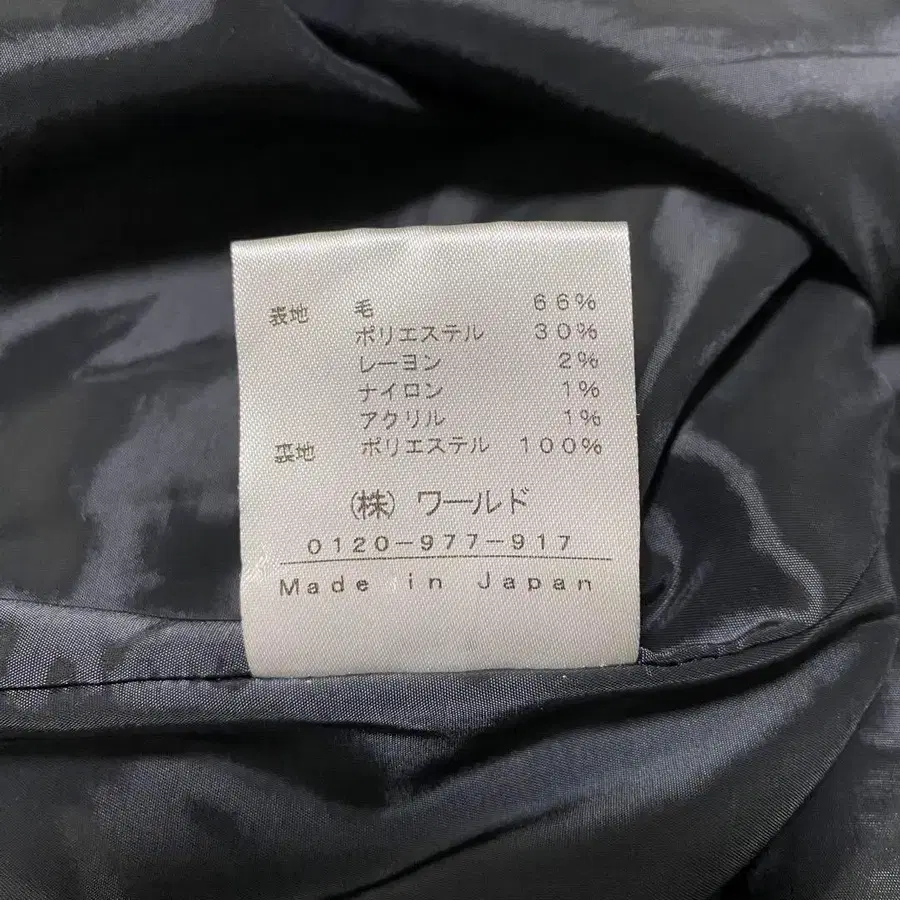 表地 毛 66%
ポリエステル 30%
レーヨン 2%
ナイロン 1%
アクリル 1%
裏地 ポリエステル 100%
(株) ワールド
0120-977-917
Made in Japan